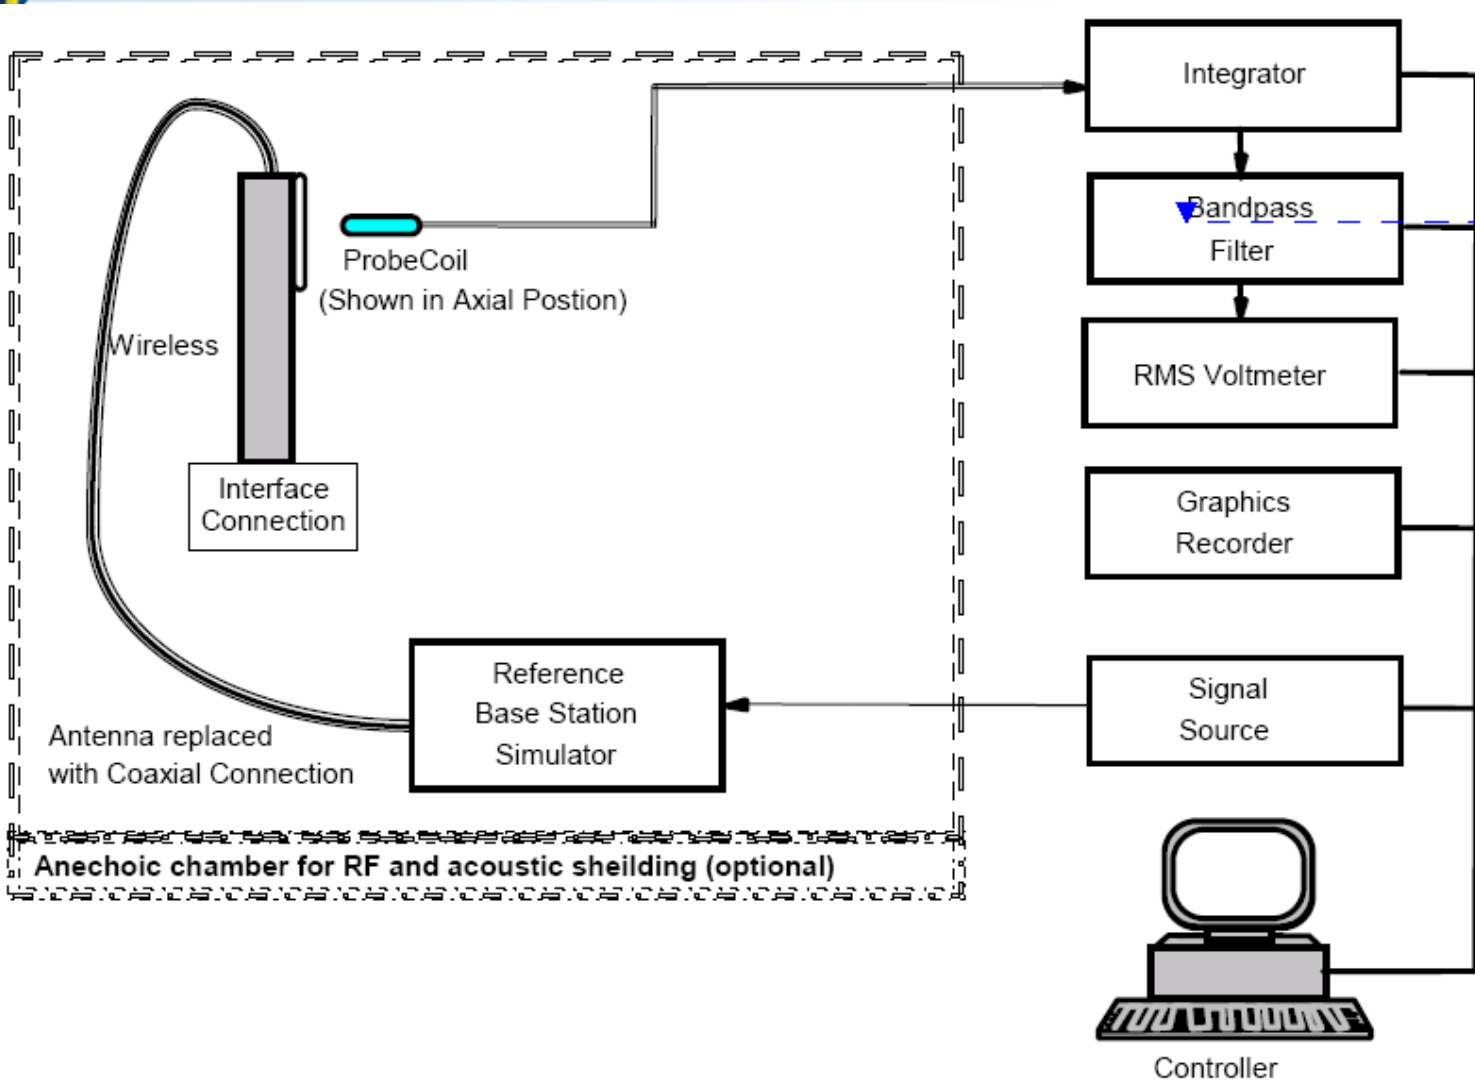 Integrator
Bandpass
Filter
ProbeCoil
(Shown in Axial Postion)
Wireless
RMS Voltmeter
Interface
Connection
Graphics
Recorder
Reference
Base Station
Simulator
Signal
Source
Antenna replaced
with Coaxial Connection
Anechoic chamber for RF and acoustic sheilding (optional)
Controller